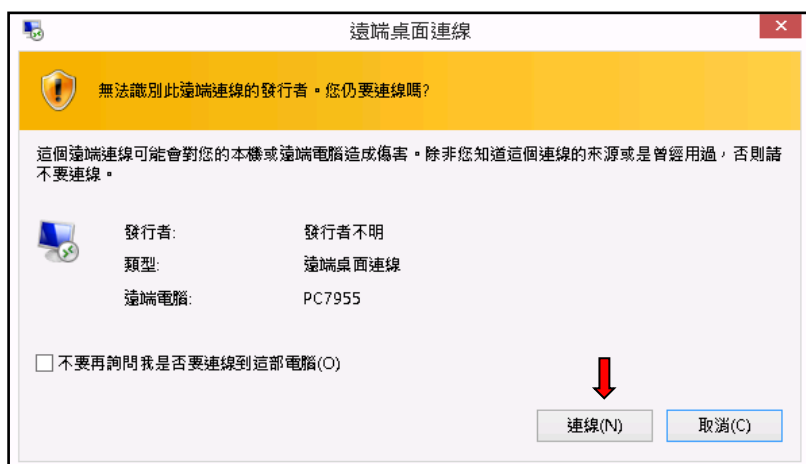 遠端桌面連線
無法識別此遠端連線的發行者。您仍要連線嗎?
這個遠端連線可能會對您的本機或遠端電腦造成傷害。除非您知道這個連線的來源或是曾經用過，否則請
不要連線。
發行者: 發行者不明
類型: 遠端桌面連線
遠端電腦: PC7955
不要再詢問我是否要連線到這部電腦(O)
連線(N) 取消(C)